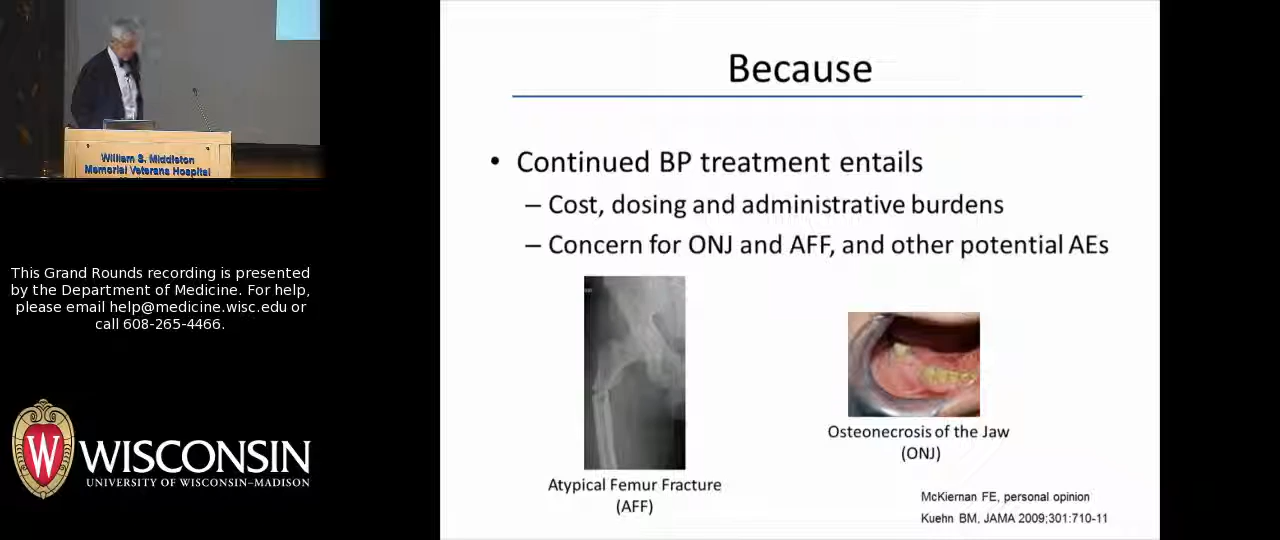 William S. Middleton
Memorial Veterans Hospital
This Grand Rounds recording is presented
by the Department of Medicine. For help,
please email help@medicine.wisc.edu or
call 608-265-4466.
W
WISCONSIN
UNIVERSITY OF WISCONSIN–MADISON
Because
• Continued BP treatment entails
– Cost, dosing and administrative burdens
– Concern for ONJ and AFF, and other potential AEs
Atypical Femur Fracture
(AFF)
Osteonecrosis of the Jaw
(ONJ)
McKiernan FE, personal opinion
Kuehn BM, JAMA 2009;301:710-11